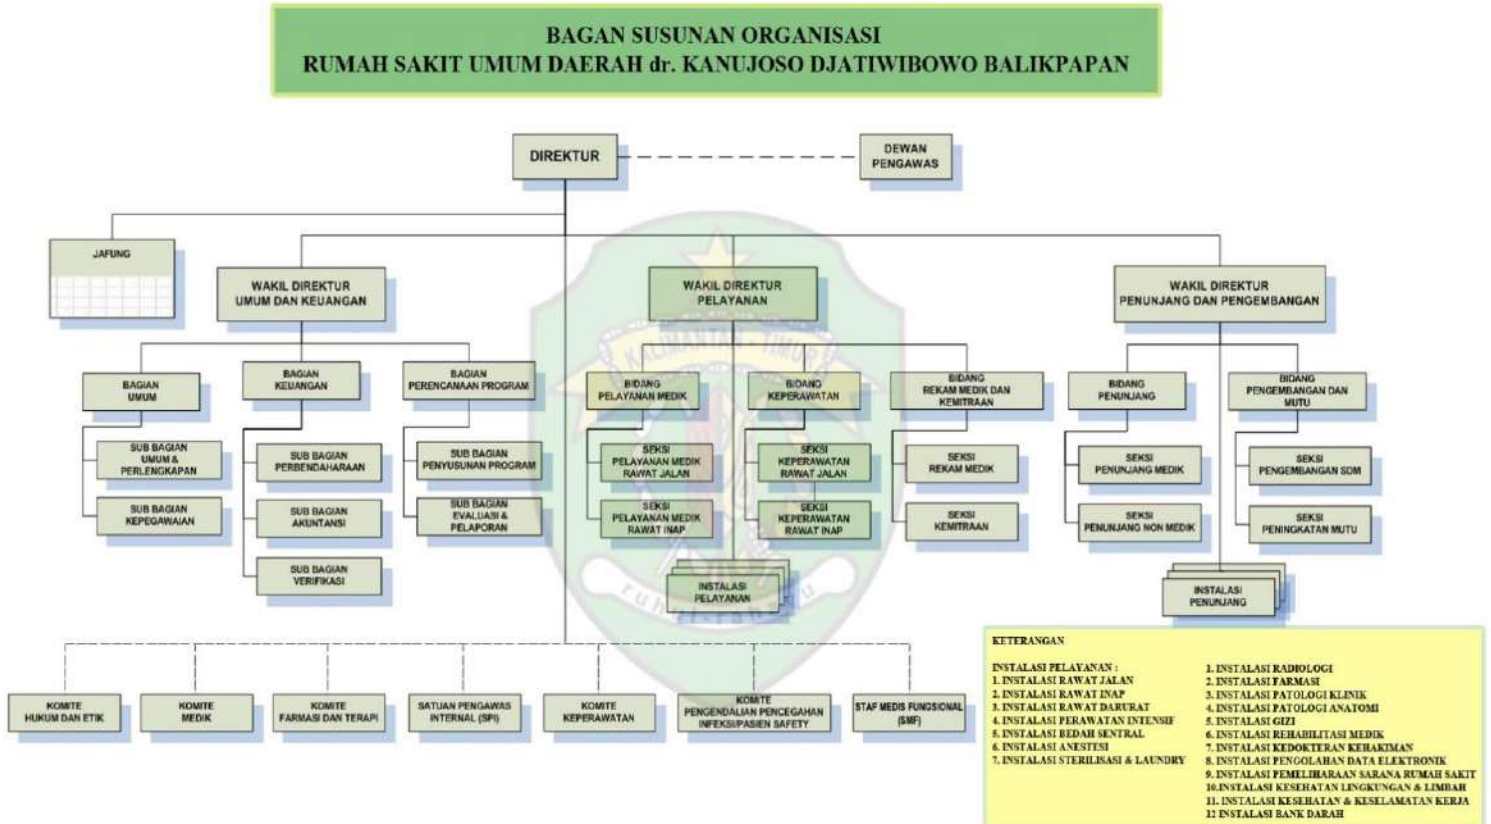 BAGAN SUSUNAN ORGANISASI
RUMAH SAKIT UMUM DAERAH dr. KANUJOSO DJATIWIBOWO BALIKPAPAN
DIREKTUR
DEWAN
PENGAWAS
JAFUNG
WAKIL DIREKTUR
UMUM DAN KEUANGAN
WAKIL DIREKTUR
PELAYANAN
WAKIL DIREKTUR
PENUNJANG DAN PENGEMBANGAN
KALIMANTAN - TIMUR
BAGIAN
UMUM
BAGIAN
KEUANGAN
BAGIAN
PERENCANAAN PROGRAM
BIDANG
PELAYANAN MEDIK
BIDANG
KEPERAWATAN
BIDANG
REKAM MEDIK DAN
KEMITRAAN
BIDANG
PENUNJANG
BIDANG
PENGEMBANGAN DAN
MUTU
SUB BAGIAN
UMUM &
PERLENGKAPAN
SUB BAGIAN
PERBENDAHARAAN
SUB BAGIAN
PENYUSUNAN PROGRAM
SEKSI
PELAYANAN MEDIK
RAWAT JALAN
SEKSI
KEPERAWATAN
RAWAT JALAN
SEKSI
REKAM MEDIK
SEKSI
PENUNJANG MEDIK
SEKSI
PENGEMBANGAN SDM
SUB BAGIAN
KEPEGAWAIAN
SUB BAGIAN
AKUNTANSI
SUB BAGIAN
EVALUASI &
PELAPORAN
SEKSI
PELAYANAN MEDIK
RAWAT INAP
SEKSI
KEPERAWATAN
RAWAT INAP
SEKSI
KEMITRAAN
SEKSI
PENUNJANG NON MEDIK
SEKSI
PENINGKATAN MUTU
SUB BAGIAN
VERIFIKASI
INSTALASI
PELAYANAN
INSTALASI
PENUNJANG
ruhui-rahayu
KOMITE
HUKUM DAN ETIK
KOMITE
MEDIK
KOMITE
FARMASI DAN TERAPI
SATUAN PENGAWAS
INTERNAL (SPI)
KOMITE
KEPERAWATAN
KOMITE
PENGENDALIAN PENCEGAHAN
INFEKSI/PASIEN SAFETY
STAF MEDIS FUNGSIONAL
(SMF)
KETERANGAN
INSTALASI PELAYANAN :
1. INSTALASI RAWAT JALAN
2. INSTALASI RAWAT INAP
3. INSTALASI RAWAT DARURAT
4. INSTALASI PERAWATAN INTENSIF
5. INSTALASI BEDAH SENTRAL
6. INSTALASI ANESTESI
7. INSTALASI STERILISASI & LAUNDRY
1. INSTALASI RADIOLOGI
2. INSTALASI FARMASI
3. INSTALASI PATOLOGI KLINIK
4. INSTALASI PATOLOGI ANATOMI
5. INSTALASI GIZI
6. INSTALASI REHABILITASI MEDIK
7. INSTALASI KEDOKTERAN KEHAKIMAN
8. INSTALASI PENGOLAHAN DATA ELEKTRONIK
9. INSTALASI PEMELIHARAAN SARANA RUMAH SAKIT
10.INSTALASI KESEHATAN LINGKUNGAN & LIMBAH
11. INSTALASI KESEHATAN & KESELAMATAN KERJA
12 INSTALASI BANK DARAH